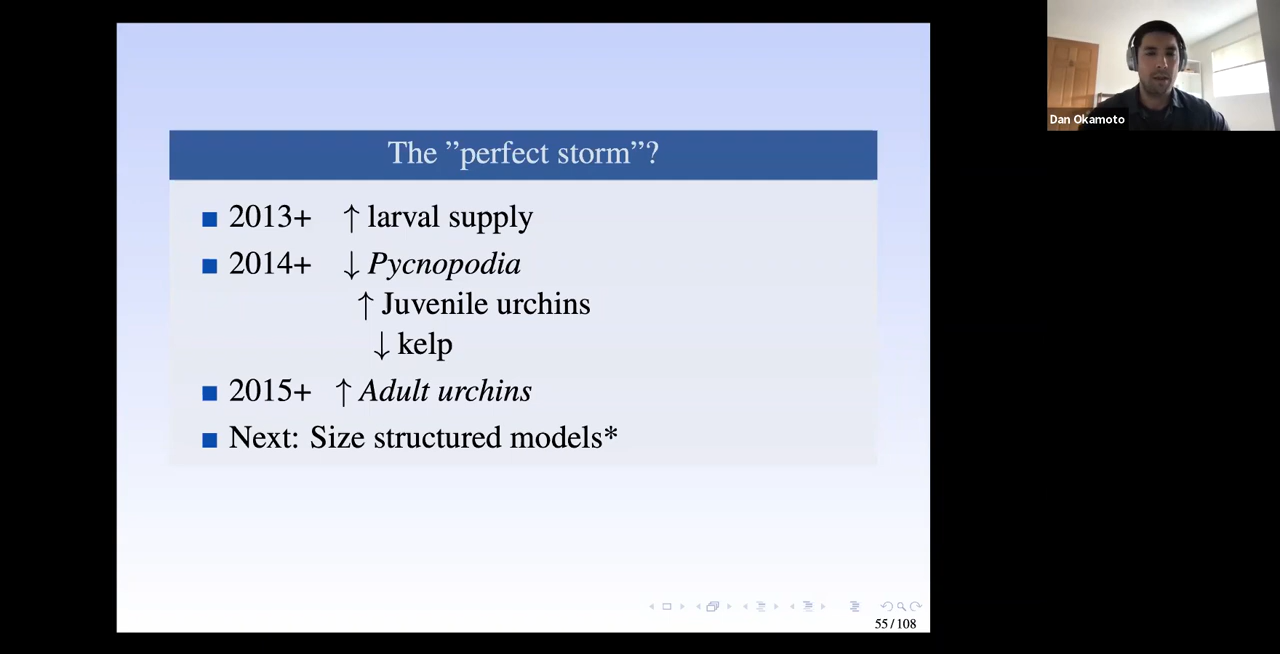 The ”perfect storm”?
2013+ ↑ larval supply
2014+ ↓ Pycnopodia
↑ Juvenile urchins
↓ kelp
2015+ ↑ Adult urchins
Next: Size structured models*
55 / 108
Dan Okamoto